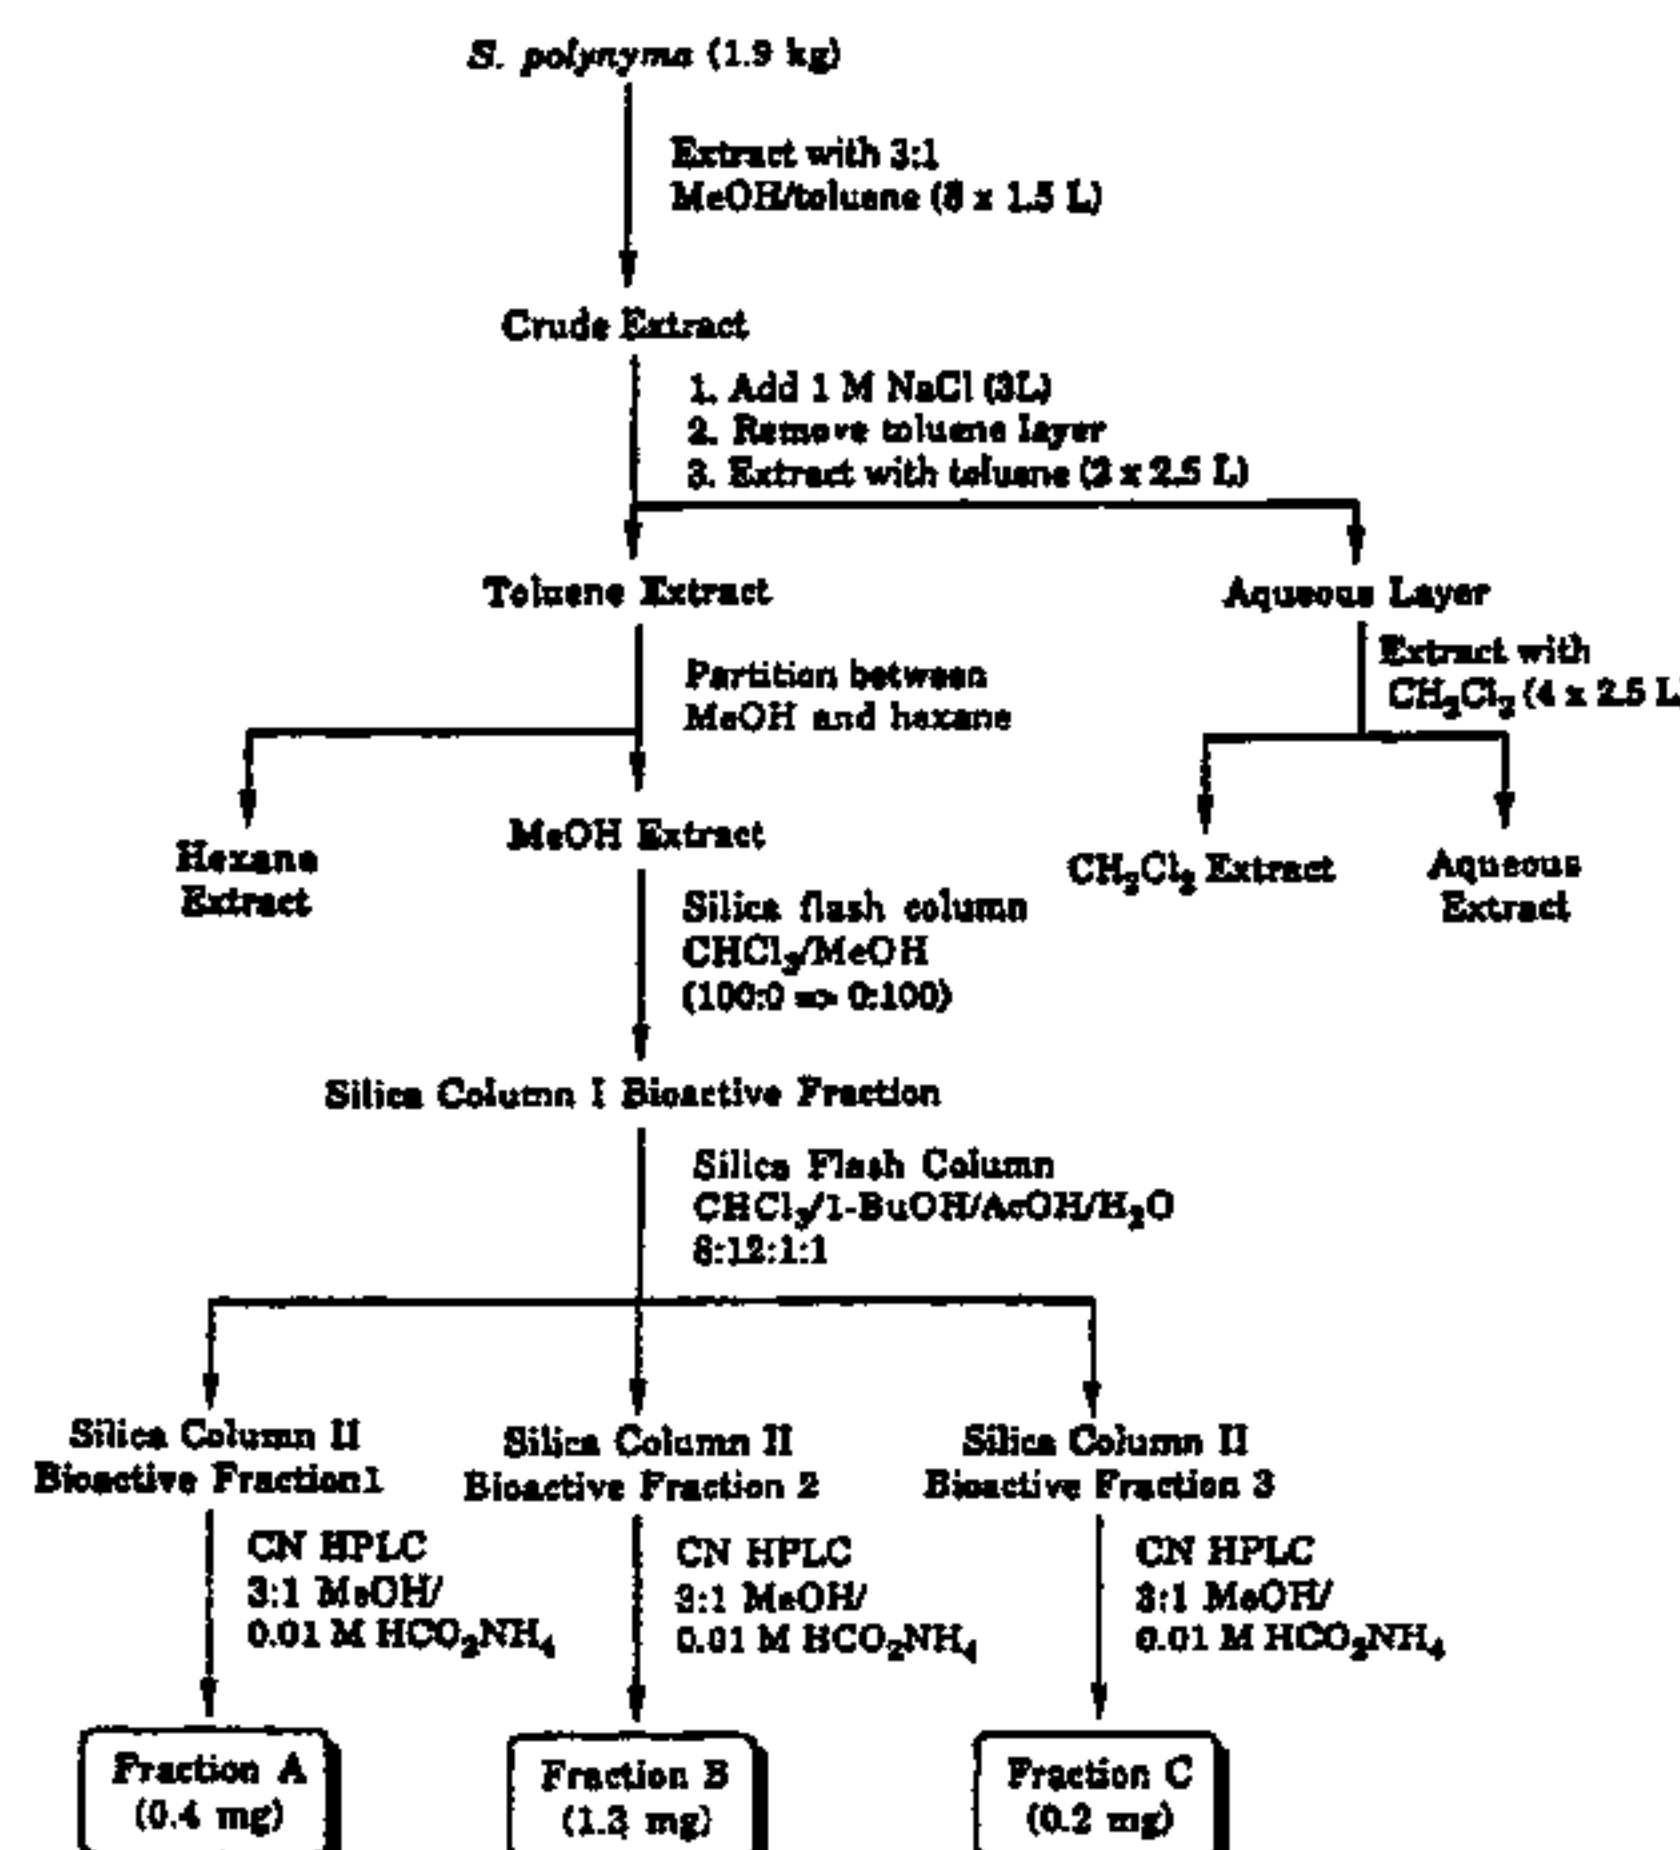 S. polynyma (1.9 kg)
Extract with 3:1
MeOH/toluene ( x 1.5 L)
Crude Extract
1. Add 1 M NaCl (3L)
2. Remove toluene layer
3. Extract with toluene (2 x 2.5 L)
Toluene Extract
Aqueous Layer
Partition between
MeOH and hexane
Extract with
CH₂Cl₂ (4 x 2.5 L
Hexane
Extract
MeOH Extract
CH₂Cl₂ Extract
Aqueous
Extract
Silica flash column
CHCl₃/MeOH
(100:0 => 0:100)
Silica Column I Bioactive Fraction
Silica Flash Column
CHCl₃/1-BuOH/AcOH/H₂O
:12:1:1
Silica Column II
Bioactive Fraction1
Silica Column II
Bioactive Fraction 2
Silica Column II
Bioactive Fraction 3
CN HPLC
3:1 MeOH/
0.01 M HCO₂NH₄
CN HPLC
3:1 MeOH/
0.01 M HCO₂NH₄
CN HPLC
3:1 MeOH/
0.01 M HCO₂NH₄
Fraction A
(0.4 mg)
Fraction B
(1.3 mg)
Fraction C
(0.2 mg)